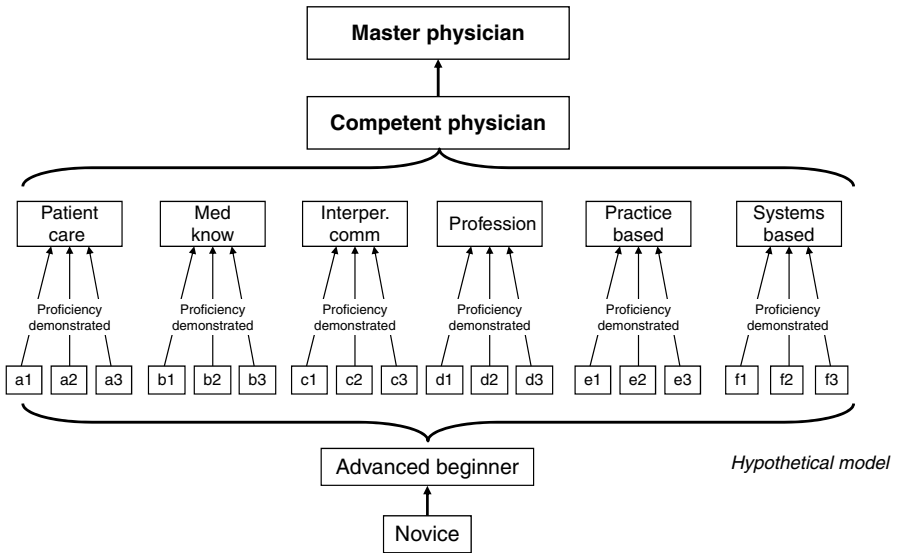 Master physician
Competent physician
Patient
care
Med
know
Interper.
comm
Profession
Practice
based
Systems
based
Proficiency
demonstrated
Proficiency
demonstrated
Proficiency
demonstrated
Proficiency
demonstrated
Proficiency
demonstrated
Proficiency
demonstrated
a1 a2 a3 b1 b2 b3 c1 c2 c3 d1 d2 d3 e1 e2 e3 f1 f2 f3
Advanced beginner
Hypothetical model
Novice